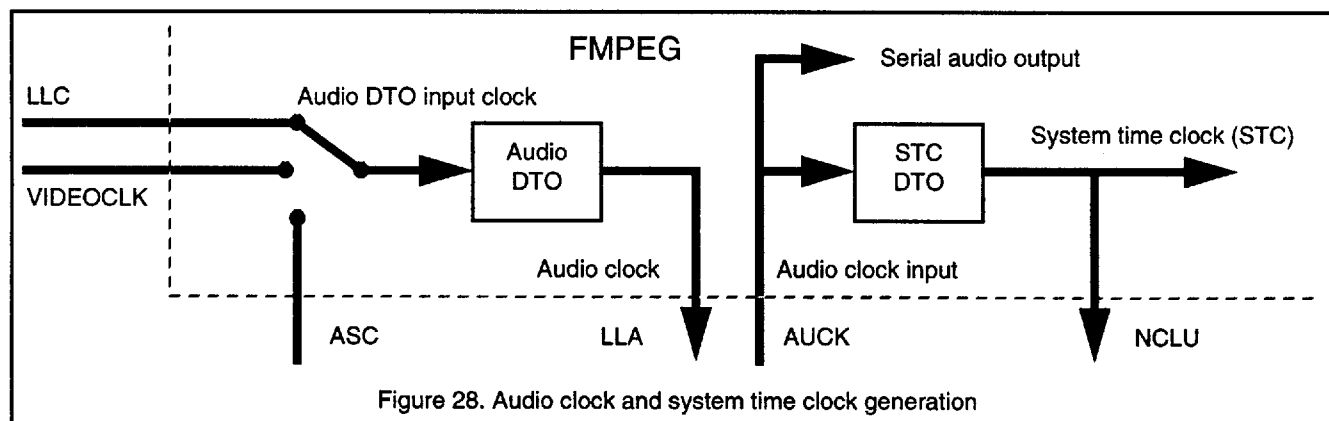 FMPEG
Serial audio output
LLC
Audio DTO input clock
System time clock (STC)
Audio
DTO
STC
DTO
VIDEOCLK
Audio clock
Audio clock input
ASC
LLA
AUCK
NCLU
Figure 28. Audio clock and system time clock generation